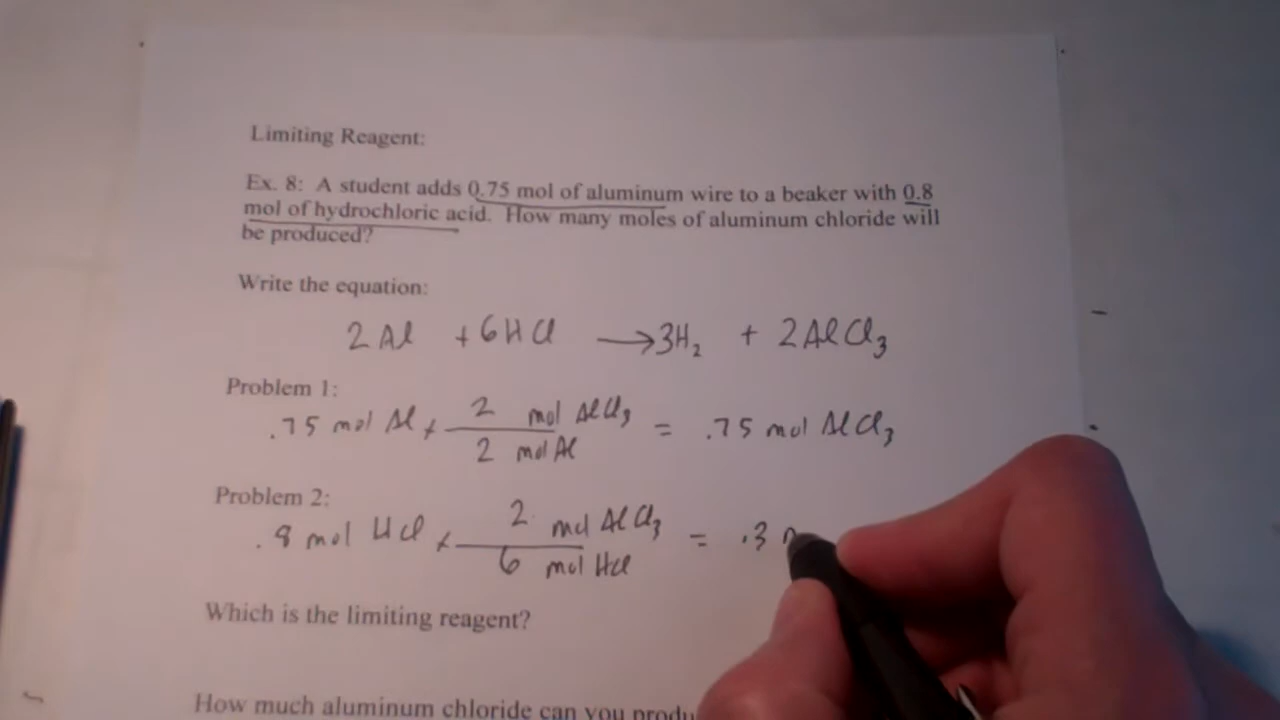 Limiting Reagent:
Ex. 8: A student adds 0.75 mol of aluminum wire to a beaker with 0.8
mol of hydrochloric acid. How many moles of aluminum chloride will
be produced?
Write the equation:
2Al + 6HCl → 3H₂ + 2AlCl₃
Problem 1:
2 mol AlCl₃
.75 mol Al x = .75 mol AlCl₃
2 mol Al
Problem 2:
2 mol AlCl₃
.8 mol HCl x = .3
6 mol HCl
Which is the limiting reagent?
How much aluminum chloride can you